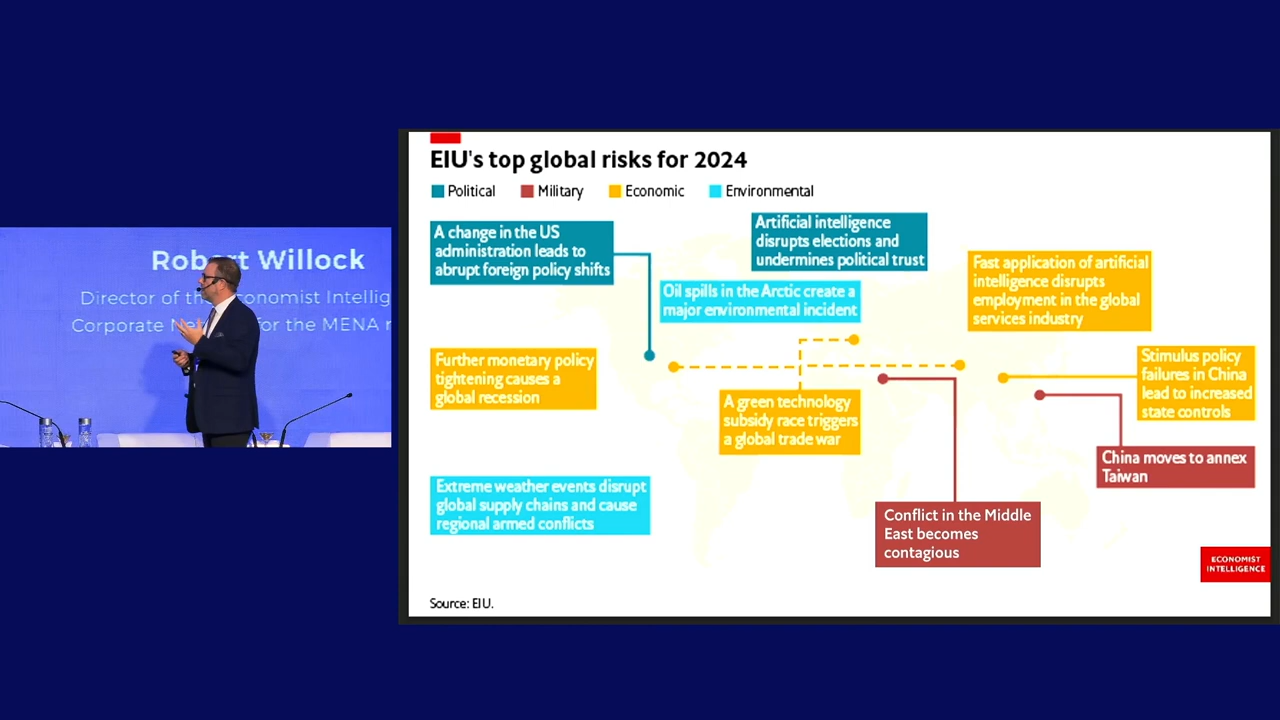 Robert Willock
Director of the Economist Intellig
Corporate Ne for the MENA r
EIU's top global risks for 2024
Political
Military
Economic
Environmental
A change in the US
administration leads to
abrupt foreign policy shifts
Artificial intelligence
disrupts elections and
undermines political trust
Oil spills in the Arctic create a
major environmental incident
Fast application of artificial
intelligence disrupts
employment in the global
services industry
Further monetary policy
tightening causes a
global recession
A green technology
subsidy race triggers
a global trade war
Stimulus policy
failures in China
lead to increased
state controls
China moves to annex
Taiwan
Extreme weather events disrupt
global supply chains and cause
regional armed conflicts
Conflict in the Middle
East becomes
contagious
ECONOMIST
INTELLIGENCE
Source: EIU.